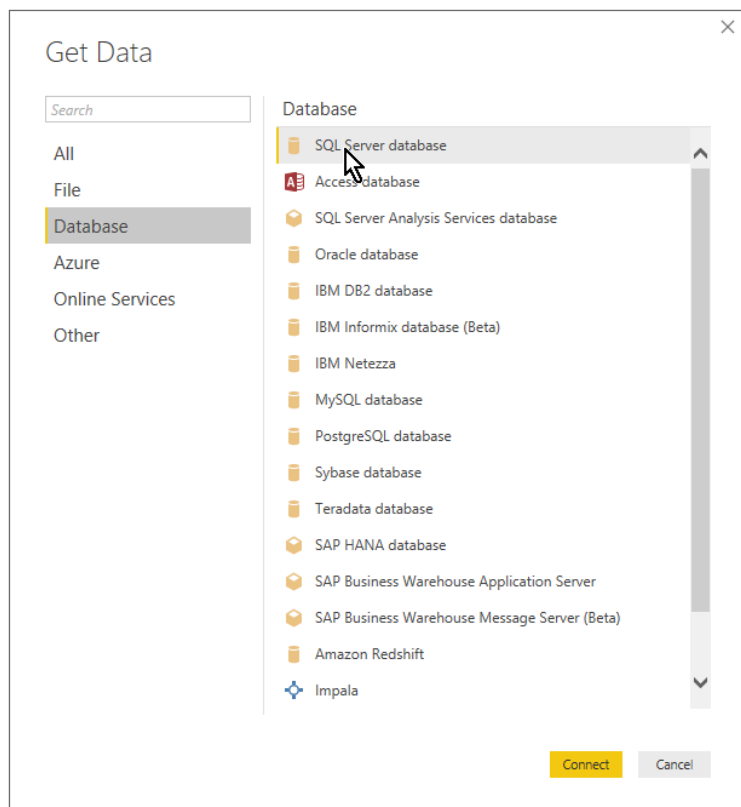 Get Data
Search
All
File
Database
Azure
Online Services
Other
Database
SQL Server database
Access database
SQL Server Analysis Services database
Oracle database
IBM DB2 database
IBM Informix database (Beta)
IBM Netezza
MySQL database
PostgreSQL database
Sybase database
Teradata database
SAP HANA database
SAP Business Warehouse Application Server
SAP Business Warehouse Message Server (Beta)
Amazon Redshift
Impala
Connect
Cancel